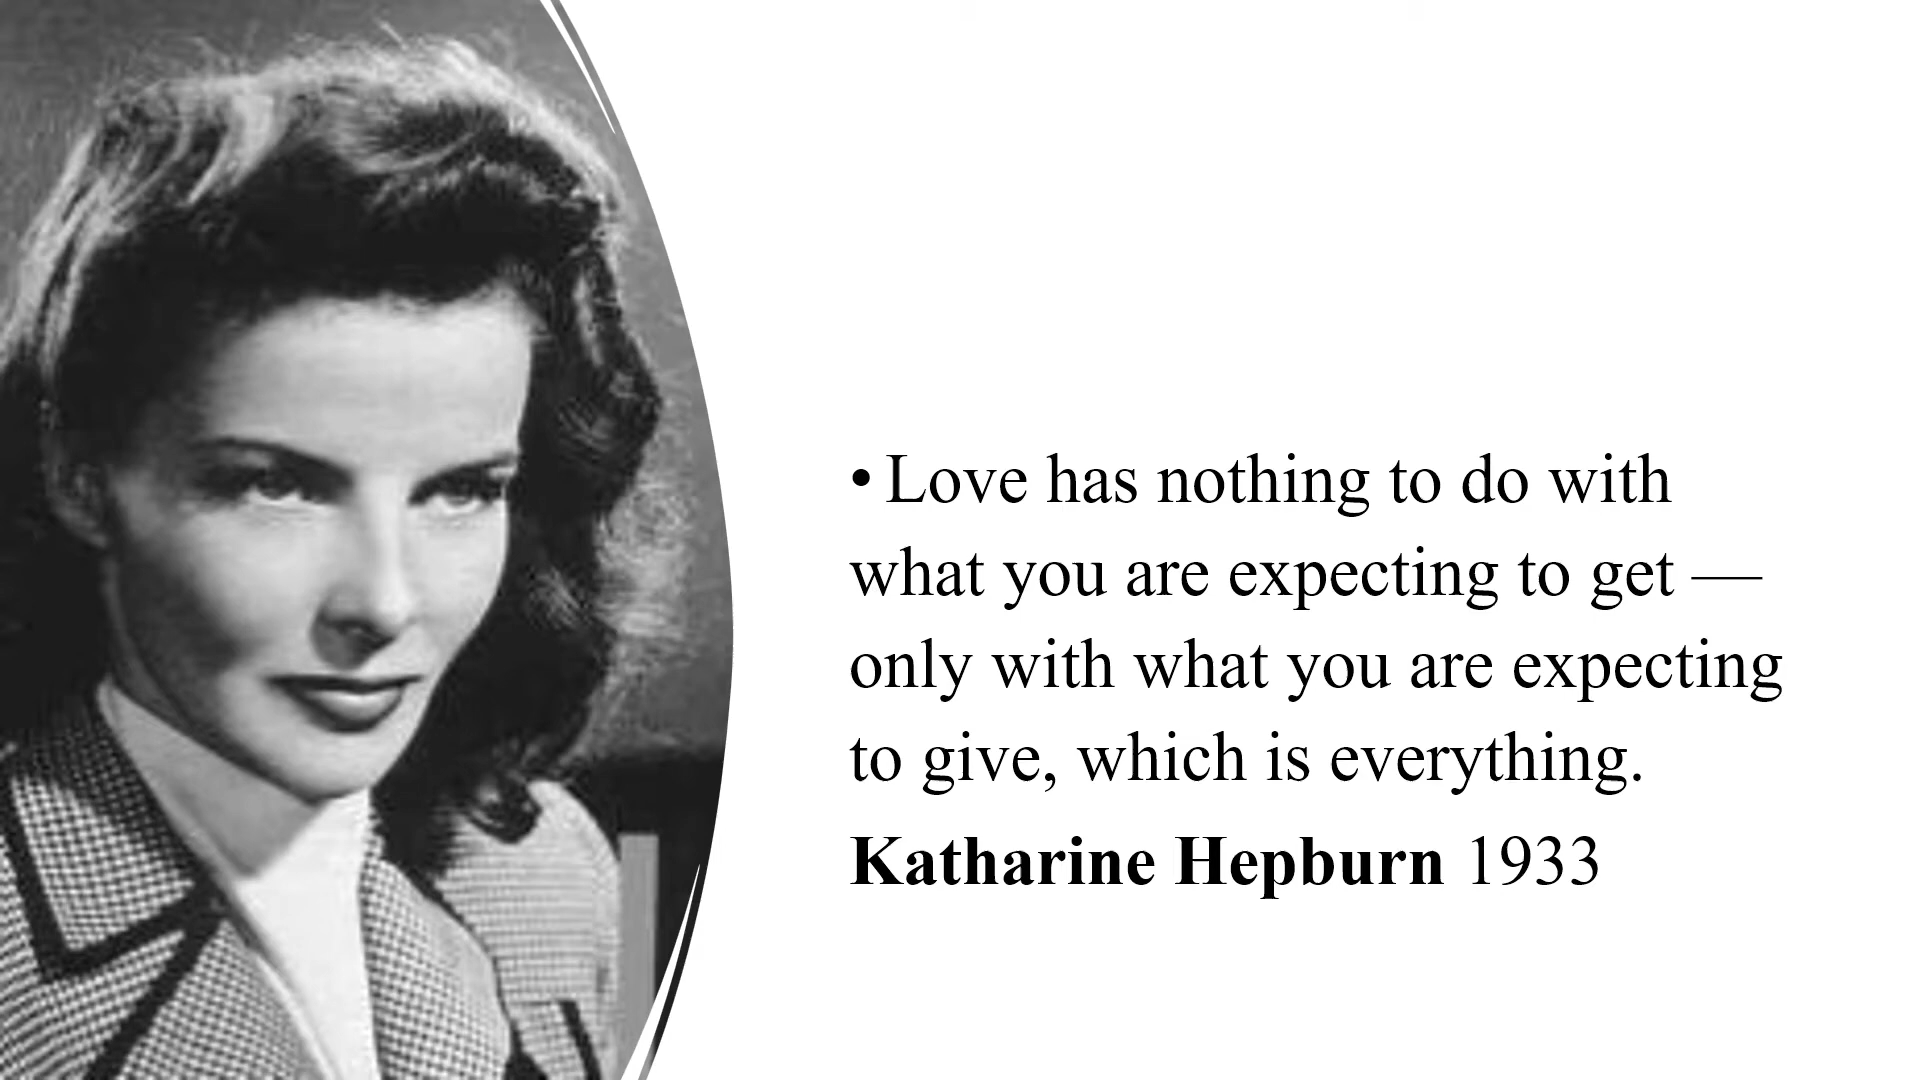 • Love has nothing to do with
what you are expecting to get —
only with what you are expecting
to give, which is everything.
Katharine Hepburn 1933